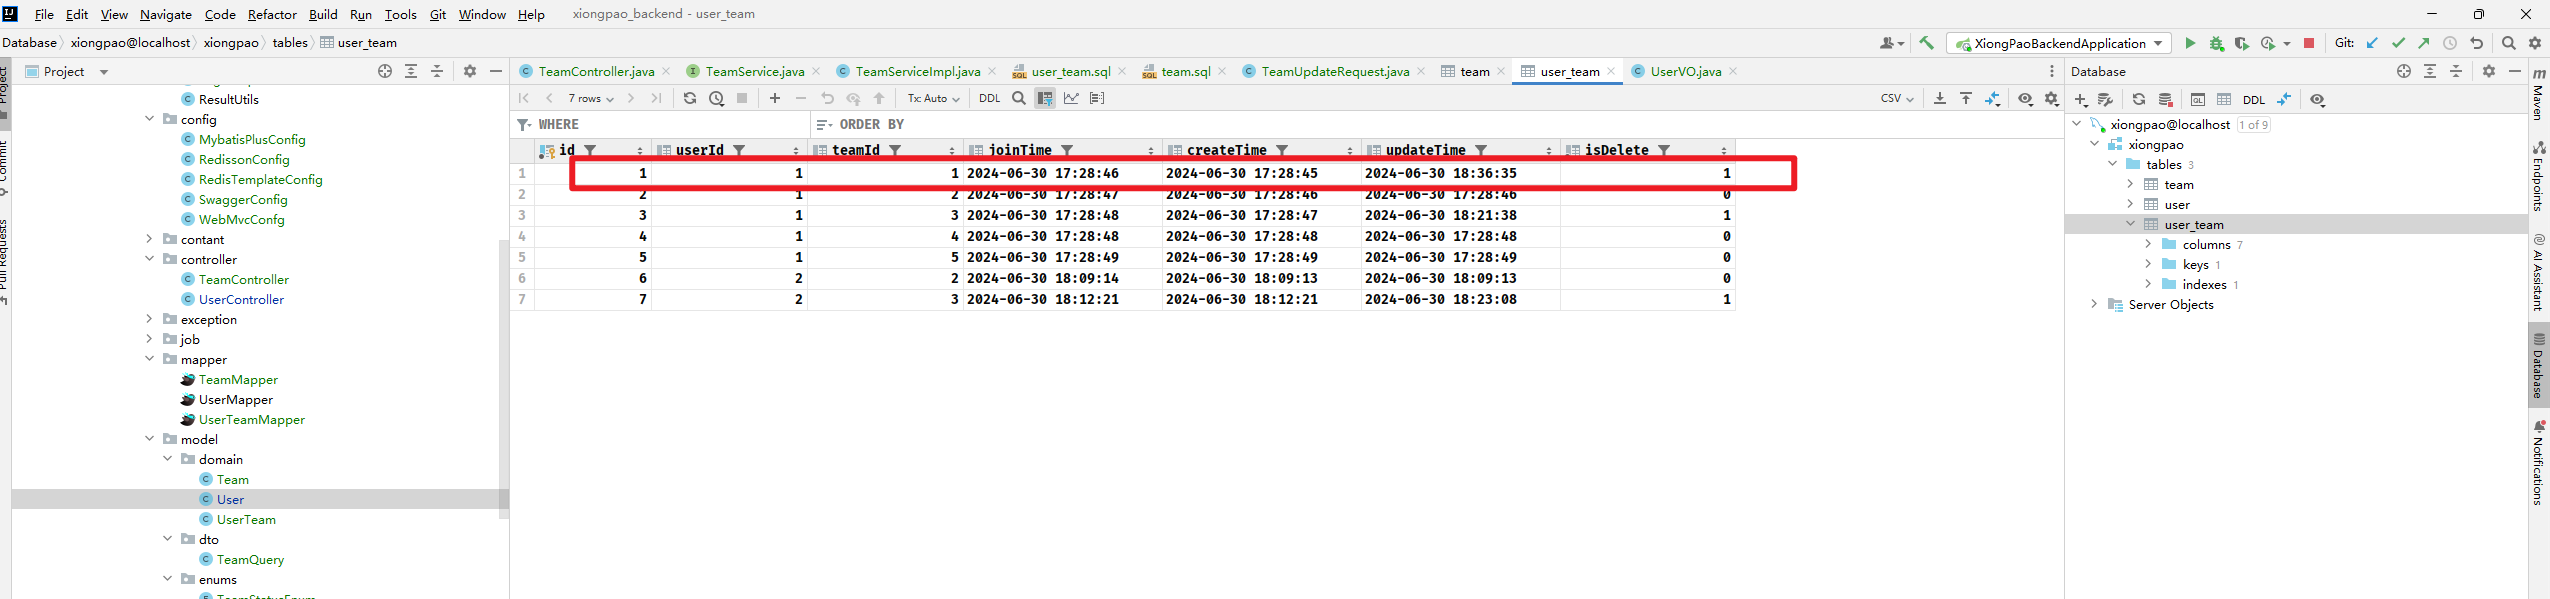 File Edit View Navigate Code Refactor Build Run Tools Git Window Help xiongpao_backend - user_team
Database xiongpao@localhost xiongpao tables user_team
XiongPaoBackendApplication Git:
Project
TeamController.java TeamService.java TeamServiceImpl.java user_team.sql team.sql TeamUpdateRequest.java team user_team UserVO.java
Database
7 rows Tx: Auto DDL CSV
DDL
WHERE ORDER BY
id userId teamId joinTime createTime updateTime isDelete
1 1 1 1 2024-06-30 17:28:46 2024-06-30 17:28:45 2024-06-30 18:36:35 1
2 2 1 2 2024-06-30 17:28:47 2024-06-30 17:28:46 2024-06-30 17:28:46 0
3 3 1 3 2024-06-30 17:28:48 2024-06-30 17:28:47 2024-06-30 18:21:38 1
4 4 1 4 2024-06-30 17:28:48 2024-06-30 17:28:48 2024-06-30 17:28:48 0
5 5 1 5 2024-06-30 17:28:49 2024-06-30 17:28:49 2024-06-30 17:28:49 0
6 6 2 2 2024-06-30 18:09:14 2024-06-30 18:09:13 2024-06-30 18:09:13 0
7 7 2 3 2024-06-30 18:12:21 2024-06-30 18:12:21 2024-06-30 18:23:08 1
ResultUtils
config
MybatisPlusConfig
RedissonConfig
RedisTemplateConfig
SwaggerConfig
WebMvcConfg
contant
controller
TeamController
UserController
exception
job
mapper
TeamMapper
UserMapper
UserTeamMapper
model
domain
Team
User
UserTeam
dto
TeamQuery
enums
xiongpao@localhost 1 of 9
xiongpao
tables 3
team
user
user_team
columns 7
keys 1
indexes 1
Server Objects
Project
Commit
Pull Requests
Maven
Endpoints
AI Assistant
Database
Notifications